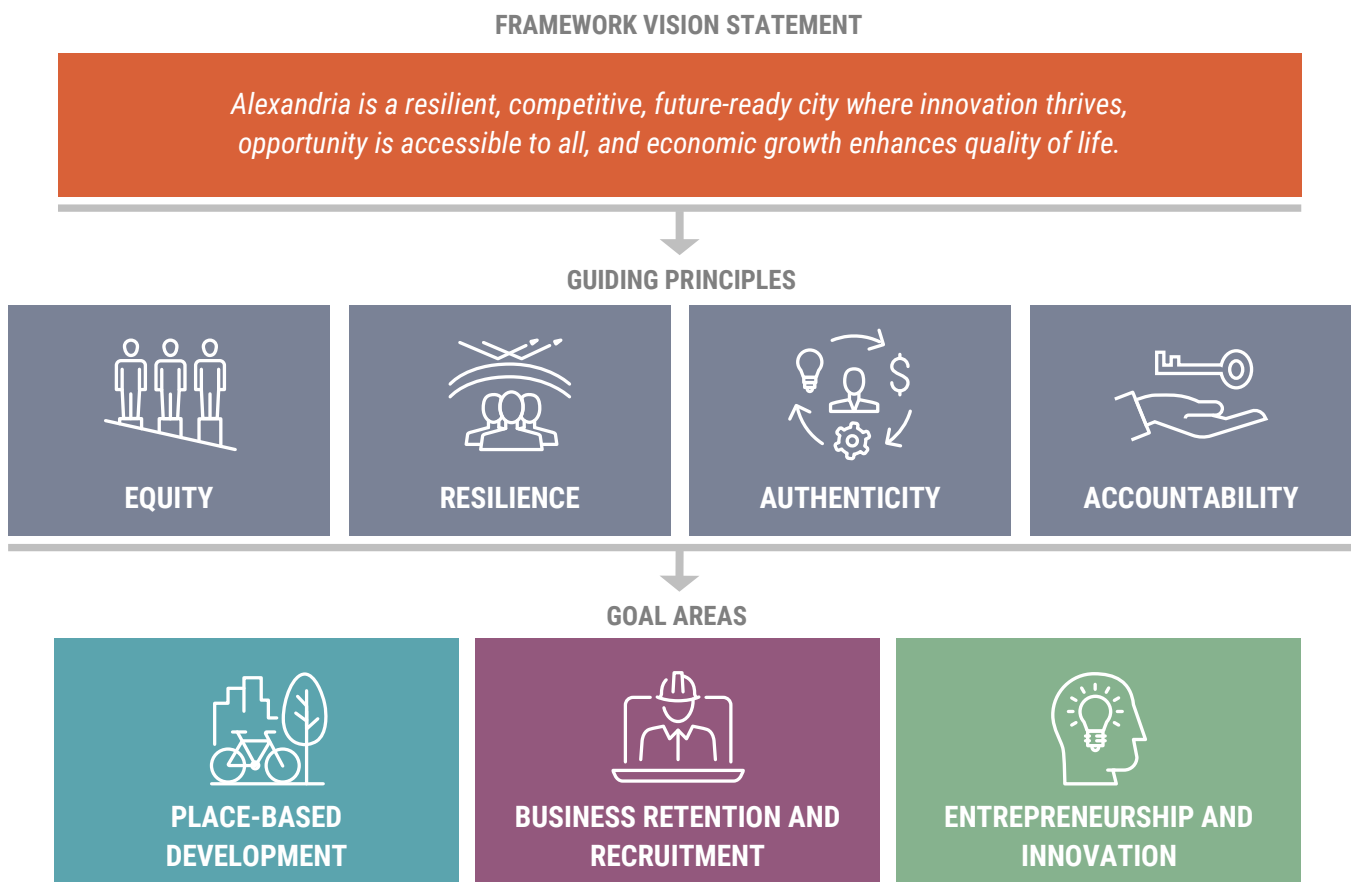 FRAMEWORK VISION STATEMENT
Alexandria is a resilient, competitive, future-ready city where innovation thrives,
opportunity is accessible to all, and economic growth enhances quality of life.
GUIDING PRINCIPLES
EQUITY
RESILIENCE
AUTHENTICITY
ACCOUNTABILITY
GOAL AREAS
PLACE-BASED
DEVELOPMENT
BUSINESS RETENTION AND
RECRUITMENT
ENTREPRENEURSHIP AND
INNOVATION